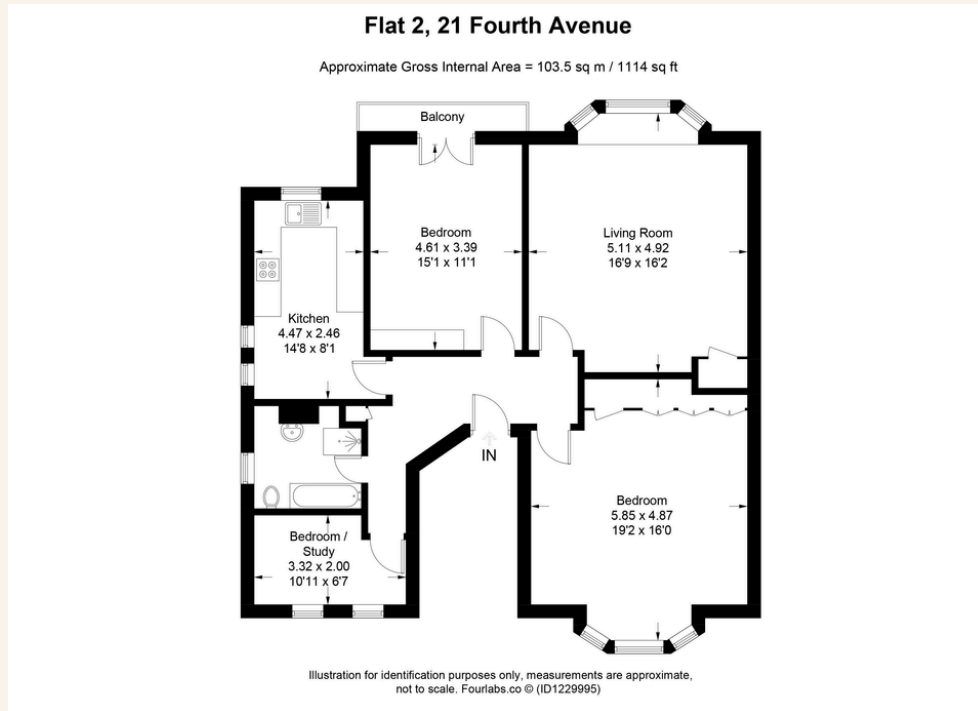 Flat 2, 21 Fourth Avenue
Approximate Gross Internal Area = 103.5 sq m / 1114 sq ft
Balcony
Bedroom
4.61 x 3.39
15'1 x 11'1
Living Room
5.11 x 4.92
16'9 x 16'2
Kitchen
4.47 x 2.46
14'8 x 8'1
IN
Bedroom
5.85 x 4.87
19'2 x 16'0
Bedroom /
Study
3.32 x 2.00
10'11 x 6'7
Illustration for identification purposes only, measurements are approximate,
not to scale. Fourlabs.co © (ID1229995)